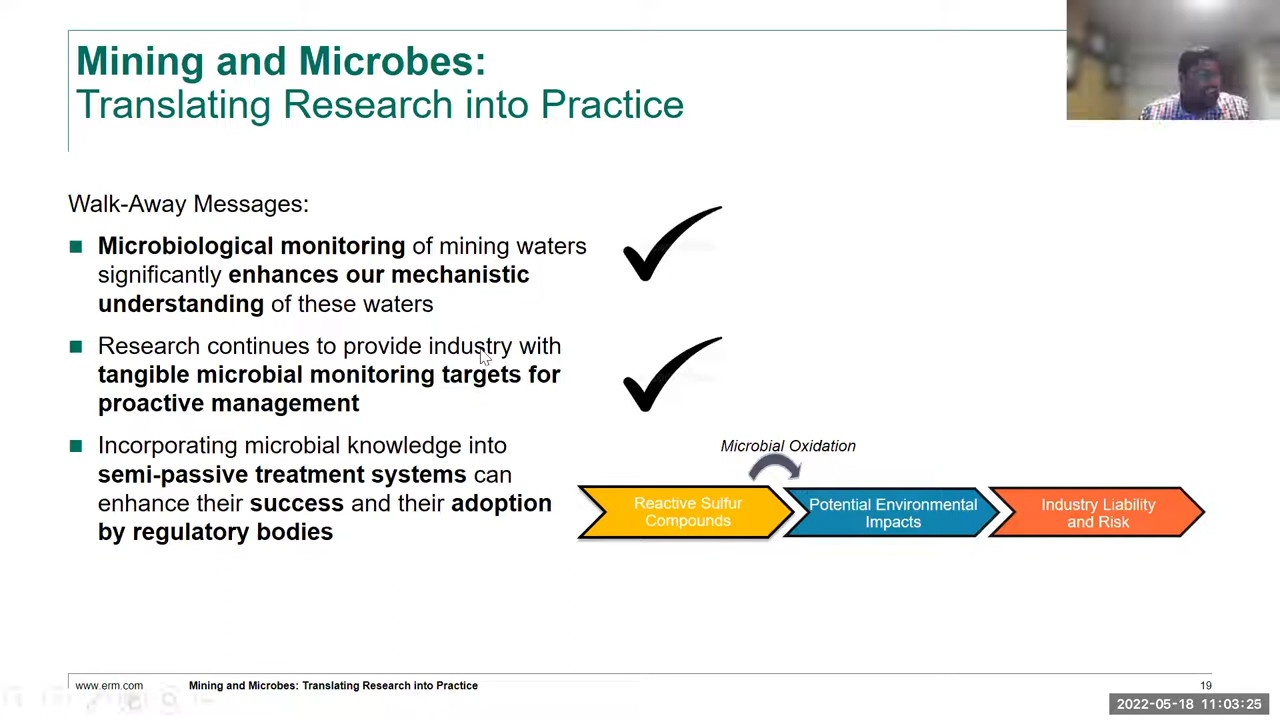 Mining and Microbes:
Translating Research into Practice
Walk-Away Messages:
Microbiological monitoring of mining waters
significantly enhances our mechanistic
understanding of these waters
Research continues to provide industry with
tangible microbial monitoring targets for
proactive management
Incorporating microbial knowledge into
semi-passive treatment systems can
enhance their success and their adoption
by regulatory bodies
Microbial Oxidation
Reactive Sulfur
Compounds
Potential Environmental
Impacts
Industry Liability
and Risk
www.erm.com
Mining and Microbes: Translating Research into Practice
19
2022-05-18 11:03:25